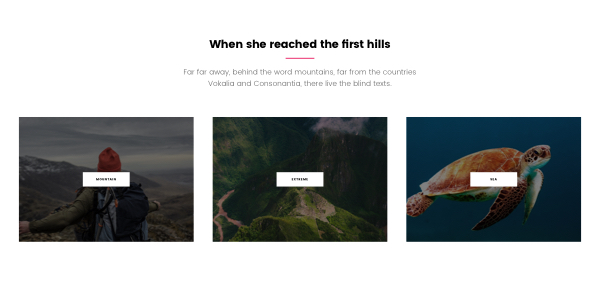 When she reached the first hills
Far far away, behind the word mountains, far from the countries
Vokalia and Consonantia, there live the blind texts.
MOUNTAIN
EXTREME
SEA